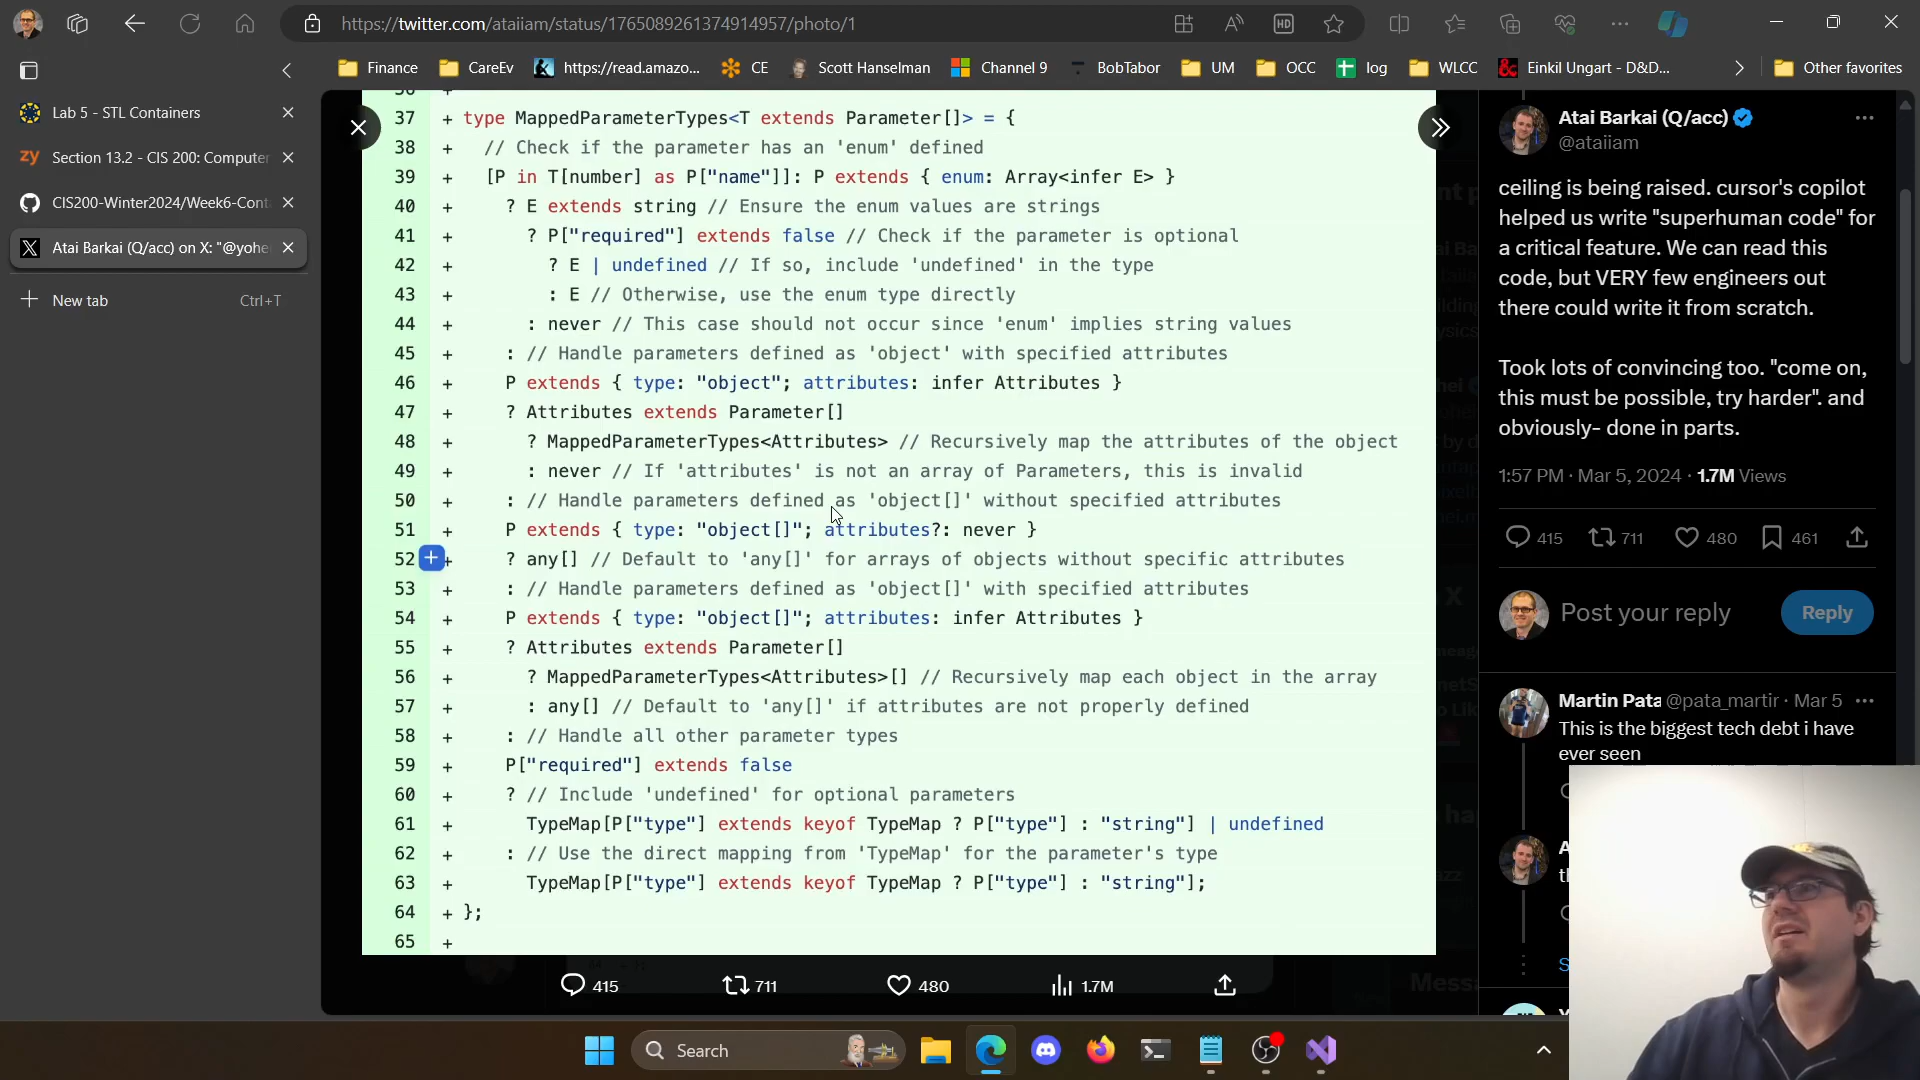 https://twitter.com/ataiiam/status/1765089261374914957/photo/1
Finance
CareEv
https://read.amazo...
CE
Scott Hanselman
Channel 9
BobTabor
UM
OCC
log
WLCC
Einkil Ungart - D&D...
Other favorites
Lab 5 - STL Containers
Section 13.2 - CIS 200: Computer
CIS200-Winter2024/Week6-Cont
Atai Barkai (Q/acc) on X: "@yohe
New tab
Ctrl+T
37 + type MappedParameterTypes<T extends Parameter[]> = {
38 + // Check if the parameter has an 'enum' defined
39 + [P in T[number] as P["name"]]: P extends { enum: Array<infer E> }
40 + ? E extends string // Ensure the enum values are strings
41 + ? P["required"] extends false // Check if the parameter is optional
42 + ? E | undefined // If so, include 'undefined' in the type
43 + : E // Otherwise, use the enum type directly
44 + : never // This case should not occur since 'enum' implies string values
45 + : // Handle parameters defined as 'object' with specified attributes
46 + P extends { type: "object"; attributes: infer Attributes }
47 + ? Attributes extends Parameter[]
48 + ? MappedParameterTypes<Attributes> // Recursively map the attributes of the object
49 + : never // If 'attributes' is not an array of Parameters, this is invalid
50 + : // Handle parameters defined as 'object[]' without specified attributes
51 + P extends { type: "object[]"; attributes?: never }
52 + ? any[] // Default to 'any[]' for arrays of objects without specific attributes
53 + : // Handle parameters defined as 'object[]' with specified attributes
54 + P extends { type: "object[]"; attributes: infer Attributes }
55 + ? Attributes extends Parameter[]
56 + ? MappedParameterTypes<Attributes>[] // Recursively map each object in the array
57 + : any[] // Default to 'any[]' if attributes are not properly defined
58 + : // Handle all other parameter types
59 + P["required"] extends false
60 + ? // Include 'undefined' for optional parameters
61 + TypeMap[P["type"] extends keyof TypeMap ? P["type"] : "string"] | undefined
62 + : // Use the direct mapping from 'TypeMap' for the parameter's type
63 + TypeMap[P["type"] extends keyof TypeMap ? P["type"] : "string"];
64 + };
65 +
415
711
480
1.7M
Atai Barkai (Q/acc)
@ataiiam
ceiling is being raised. cursor's copilot
helped us write "superhuman code" for
a critical feature. We can read this
code, but VERY few engineers out
there could write it from scratch.
Took lots of convincing too. "come on,
this must be possible, try harder". and
obviously- done in parts.
1:57 PM · Mar 5, 2024 · 1.7M Views
415
711
480
461
Post your reply
Reply
Martin Pata @pata_martir · Mar 5
This is the biggest tech debt i have
ever seen
Search